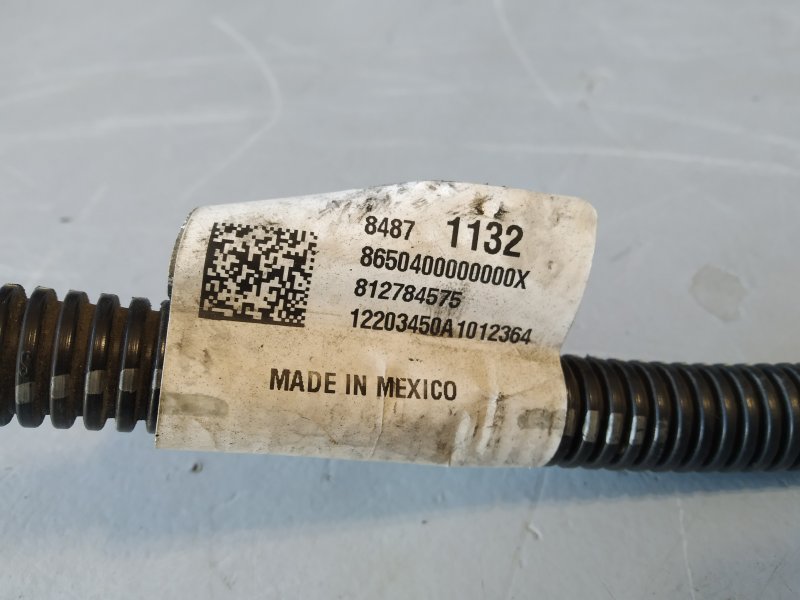 8487 1132
8650400000000X
812784575
12203450A1012364
MADE IN MEXICO